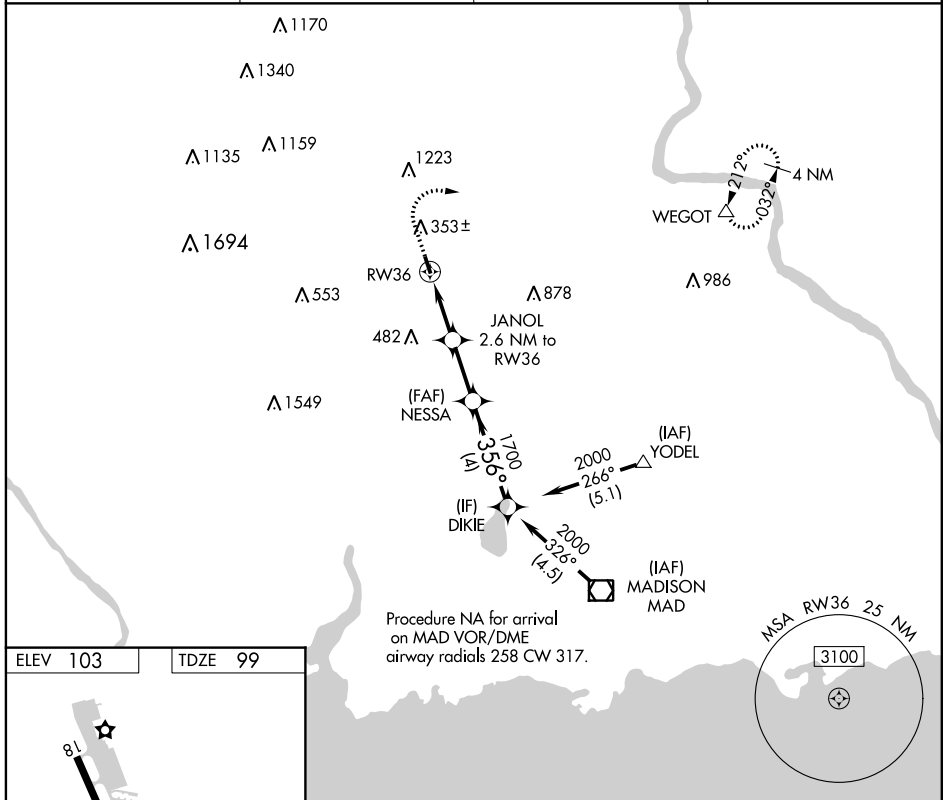 1170
1340
1135
1159
1223
4 NM
212°
032°
WEGOT
1694
353±
RW36
986
553
878
JANOL
2.6 NM to
RW36
482
(FAF)
NESSA
1549
1700
356°
(4)
(IAF)
YODEL
2000
266°
(5.1)
(IF)
DIKIE
2000
326°
(4.5)
(IAF)
MADISON
MAD
Procedure NA for arrival
on MAD VOR/DME
airway radials 258 CW 317.
MSA RW36 25 NM
3100
ELEV 103
TDZE 99
18